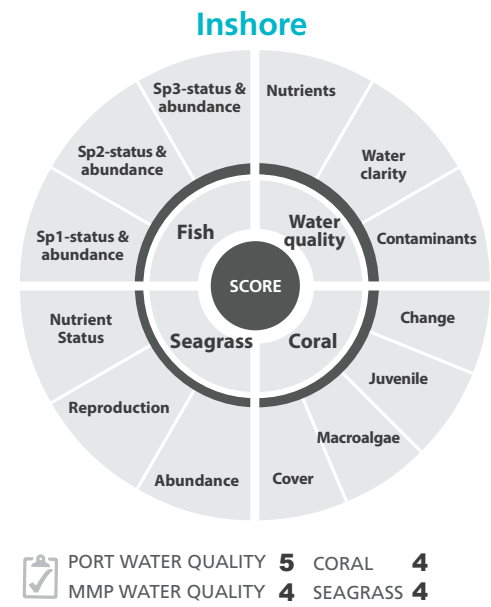 Inshore
Sp3-status &
abundance
Nutrients
Sp2-status &
abundance
Water
clarity
Sp1-status &
abundance
Fish
Water
quality
Contaminants
SCORE
Nutrient
Status
Seagrass
Coral
Change
Reproduction
Juvenile
Macroalgae
Abundance
Cover
PORT WATER QUALITY 5 CORAL 4
MMP WATER QUALITY 4 SEAGRASS 4